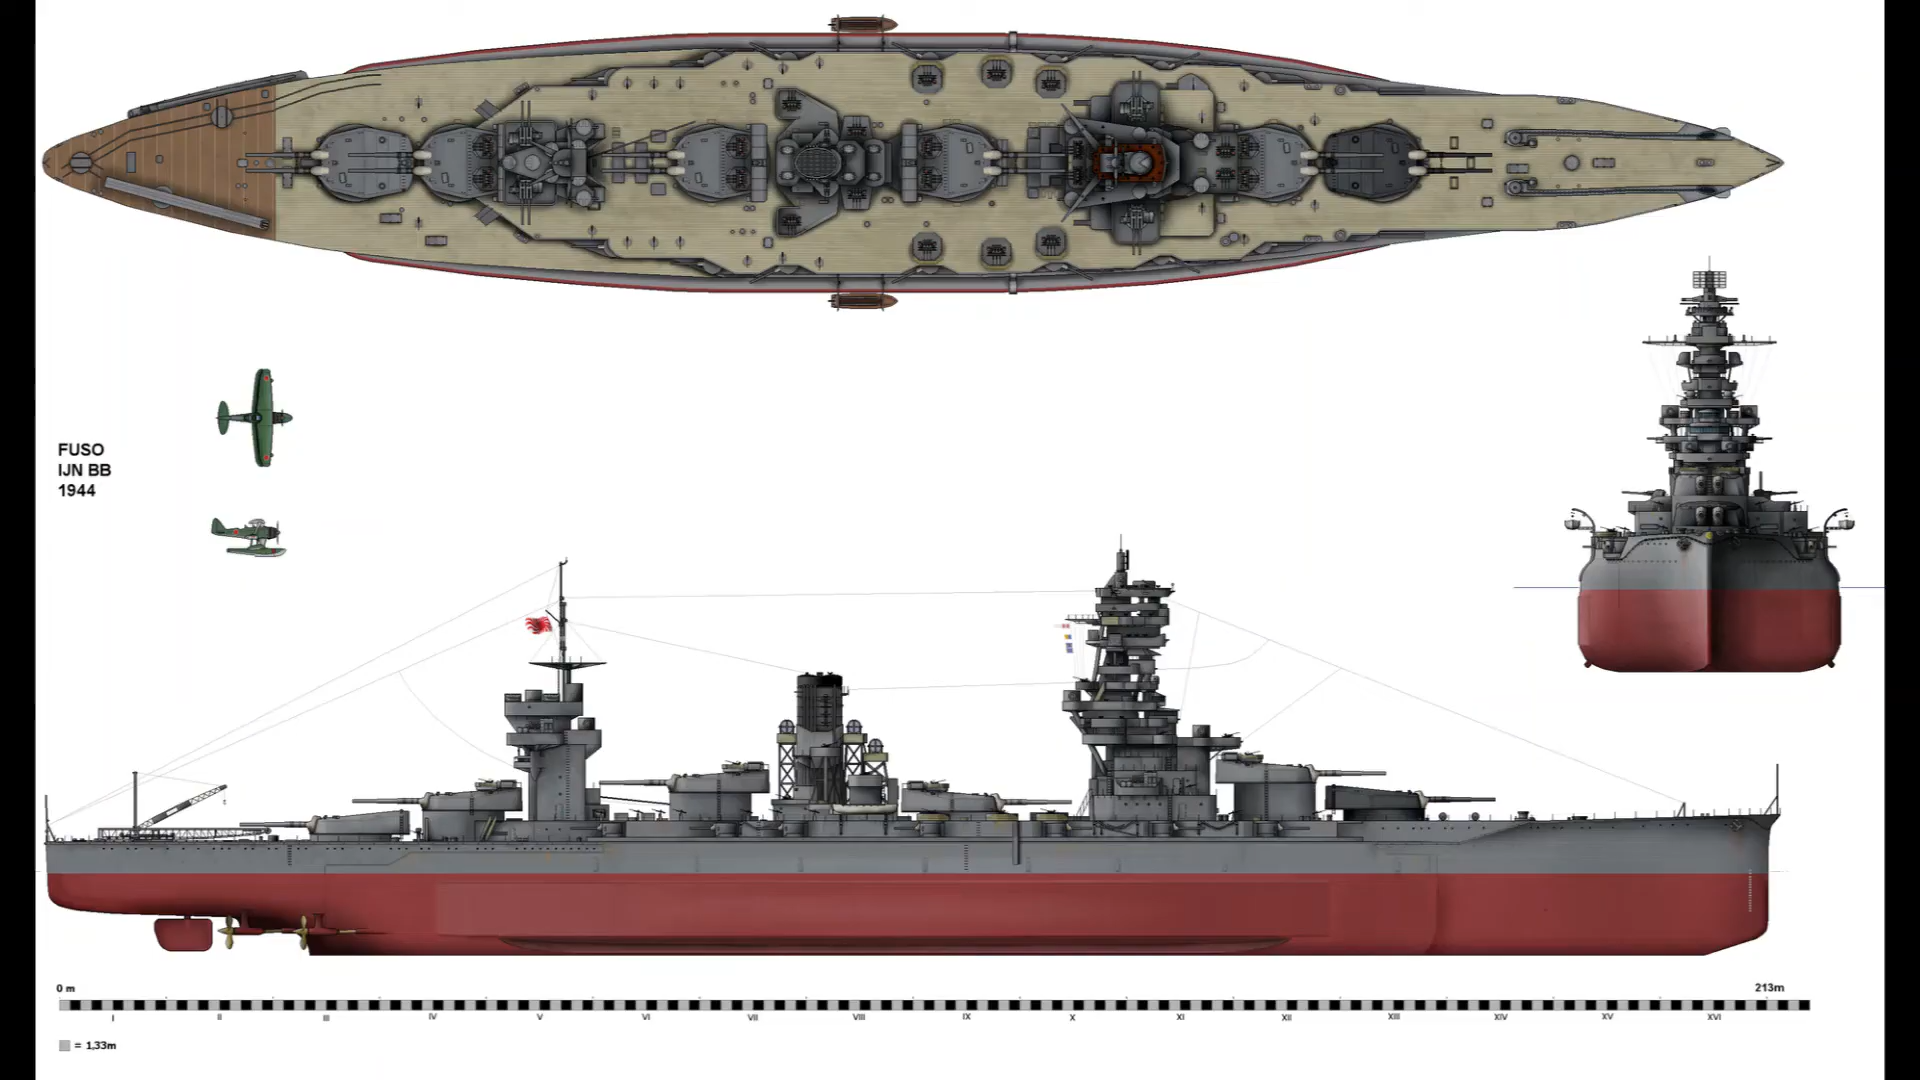 FUSO
IJN BB
1944
0 m
213m
I II III IV V VI VII VIII IX X XI XII XIII XIV XV XVI
= 1,33m